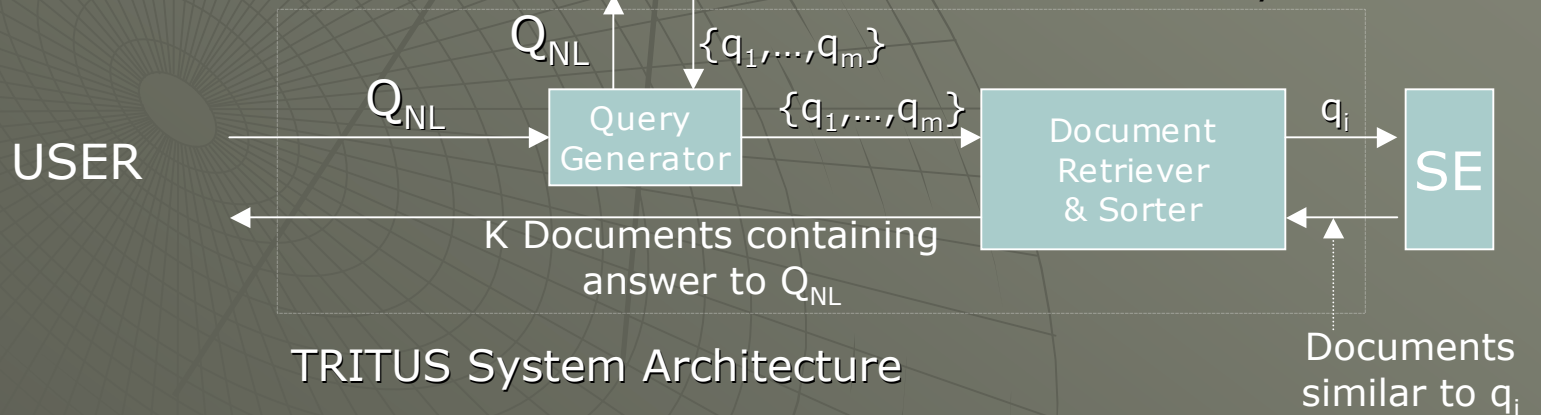 Q_NL
{q_1,…,q_m}
Q_NL
{q_1,…,q_m}
q_i
USER
Query
Generator
Document
Retriever
& Sorter
SE
K Documents containing
answer to Q_NL
TRITUS System Architecture
Documents
similar to q_i